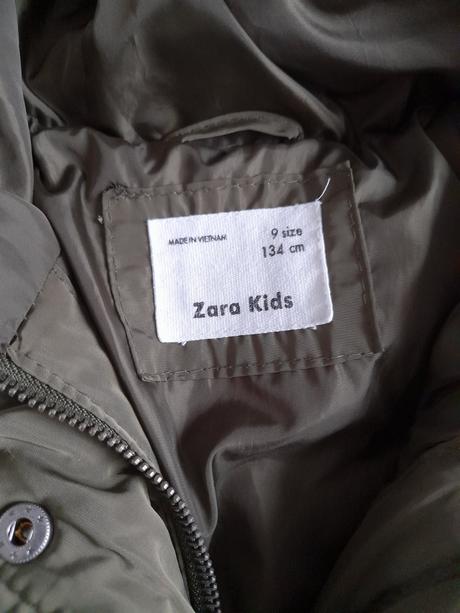 MADE IN VIETNAM
9 size
134 cm
Zara Kids